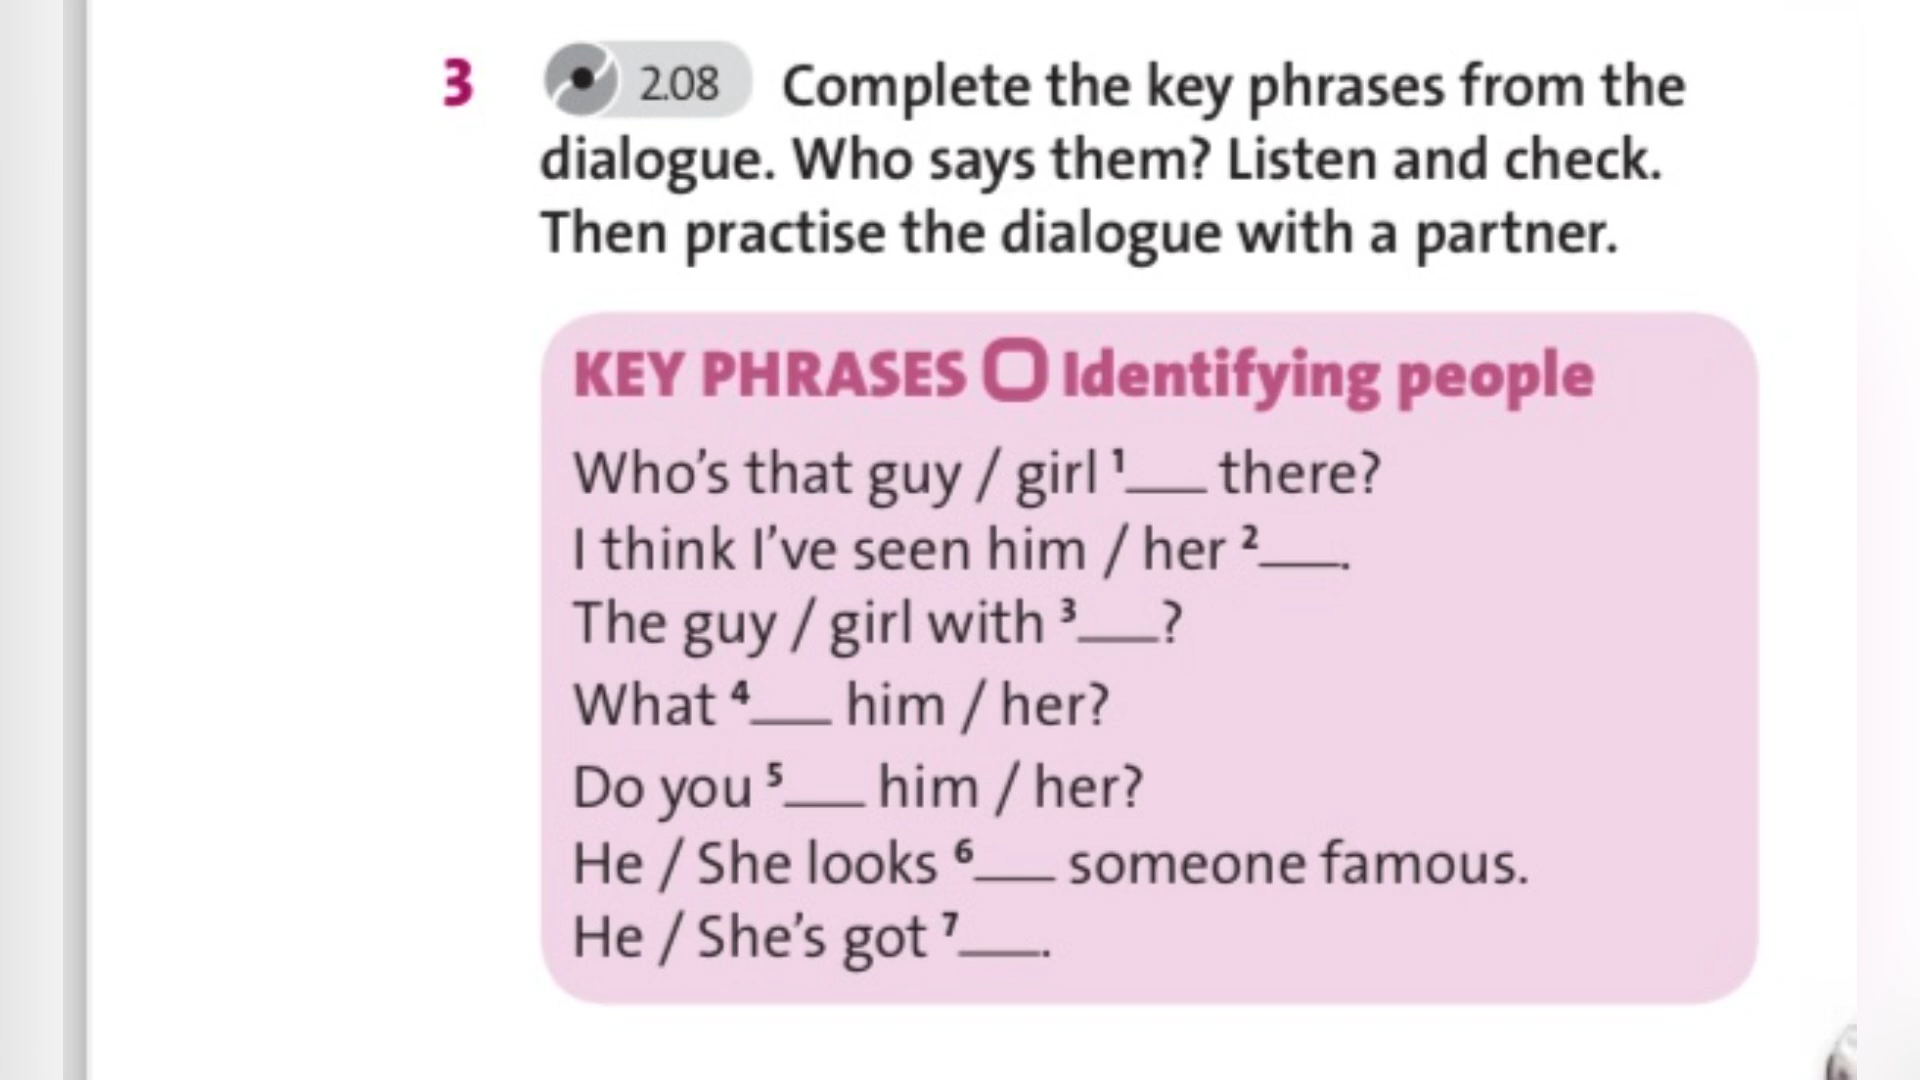 3 2.08 Complete the key phrases from the
dialogue. Who says them? Listen and check.
Then practise the dialogue with a partner.
KEY PHRASES Identifying people
Who's that guy / girl ¹___ there?
I think I've seen him / her ²___.
The guy / girl with ³___?
What ⁴___ him / her?
Do you ⁵___ him / her?
He / She looks ⁶___ someone famous.
He / She's got ⁷___.